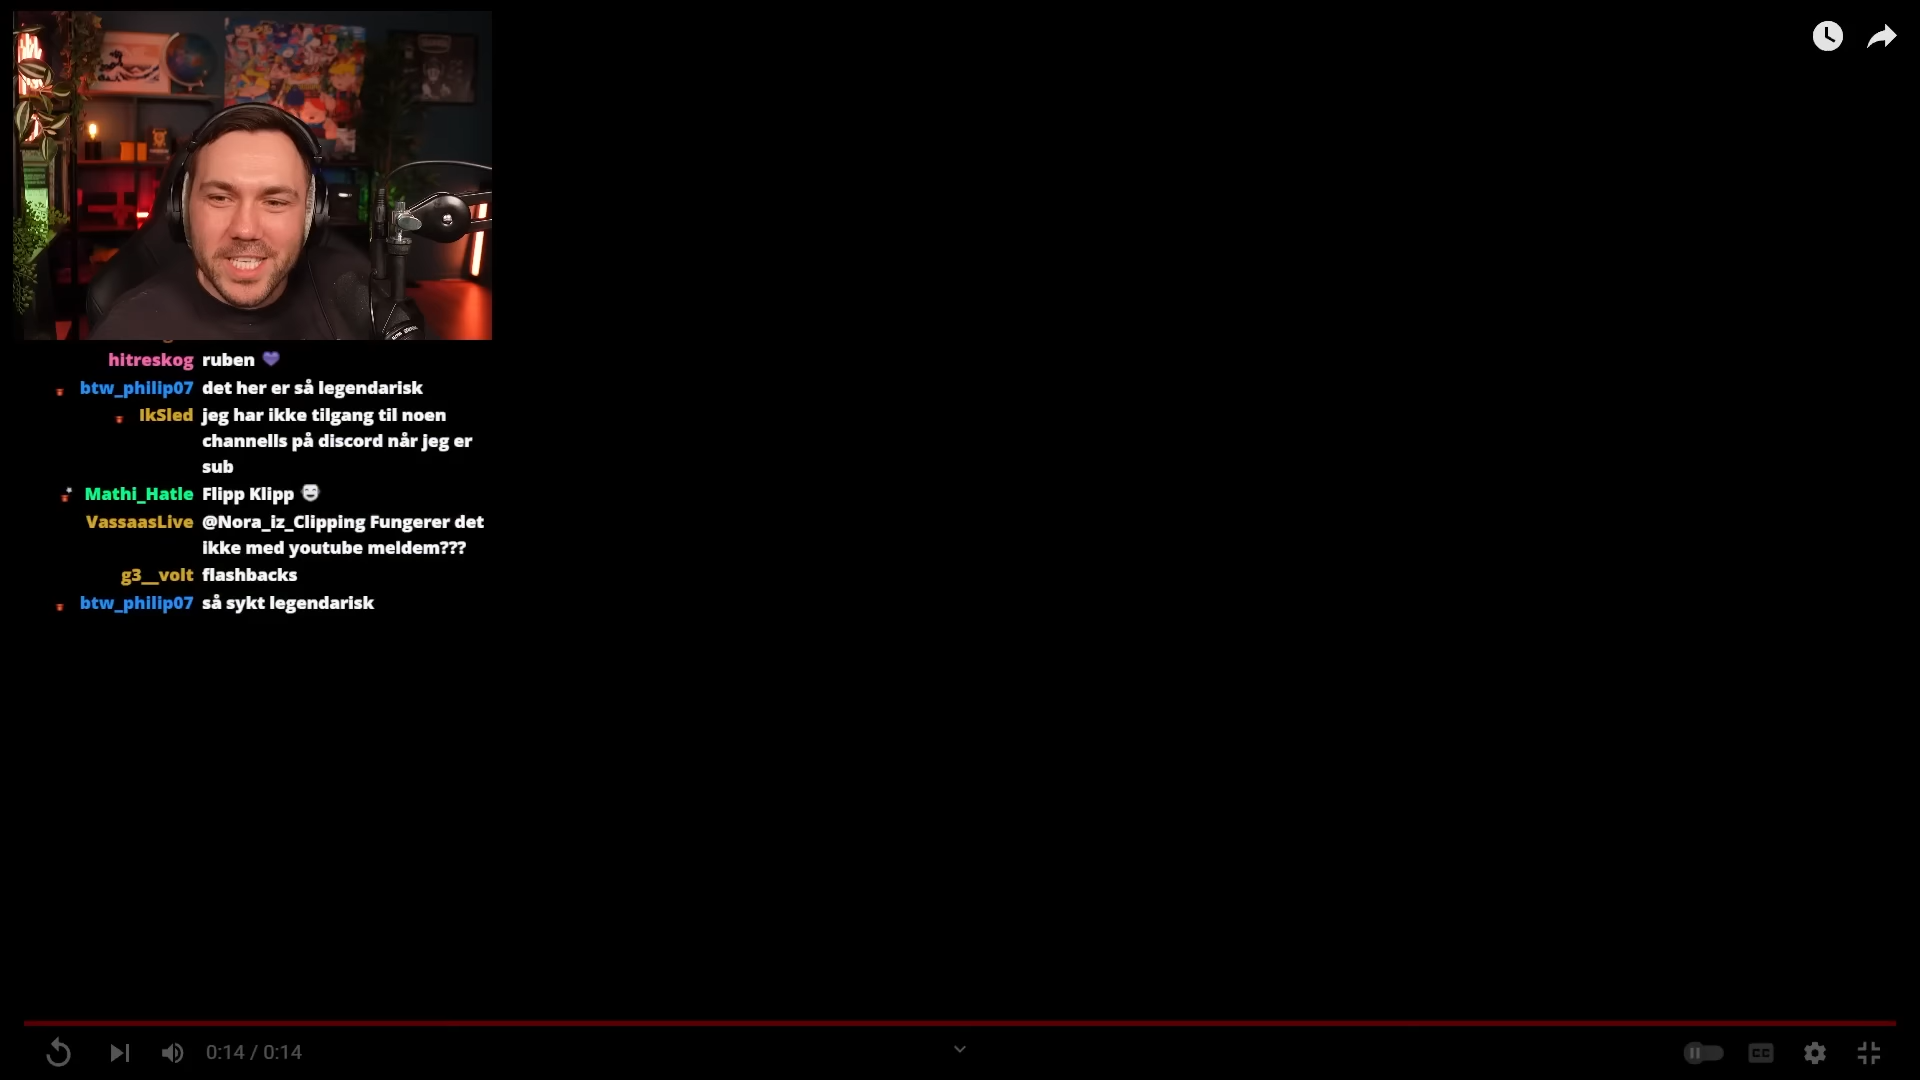 hitreskog ruben
btw_philip07 det her er så legendarisk
IkSled jeg har ikke tilgang til noen
channells på discord når jeg er
sub
Mathi_Hatle Flipp Klipp
VassaasLive @Nora_iz_Clipping Fungerer det
ikke med youtube meldem???
g3__volt flashbacks
btw_philip07 så sykt legendarisk
0:14 / 0:14
CC